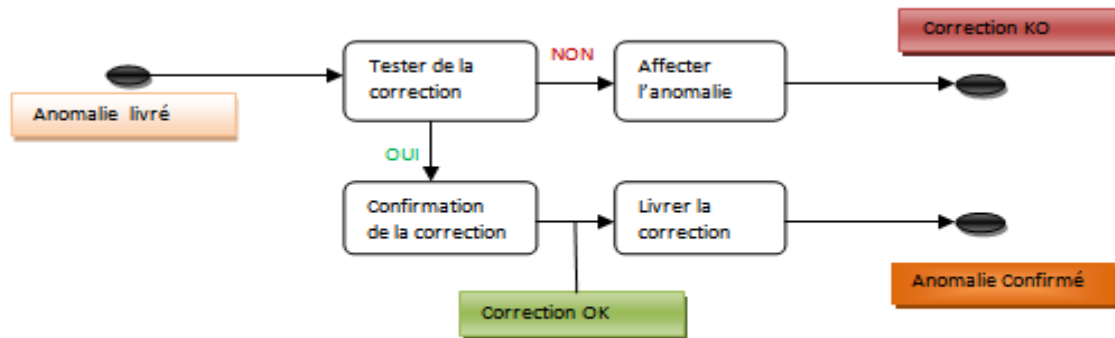 Correction KO
Tester de la
correction
NON
Affecter
l'anomalie
Anomalie livré
OUI
Confirmation
de la correction
Livrer la
correction
Anomalie Confirmé
Correction OK